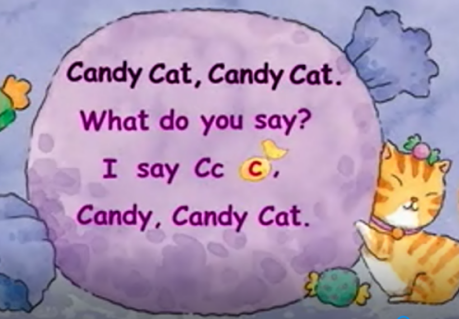 Candy Cat, Candy Cat.
What do you say?
I say Cc c,
Candy, Candy Cat.